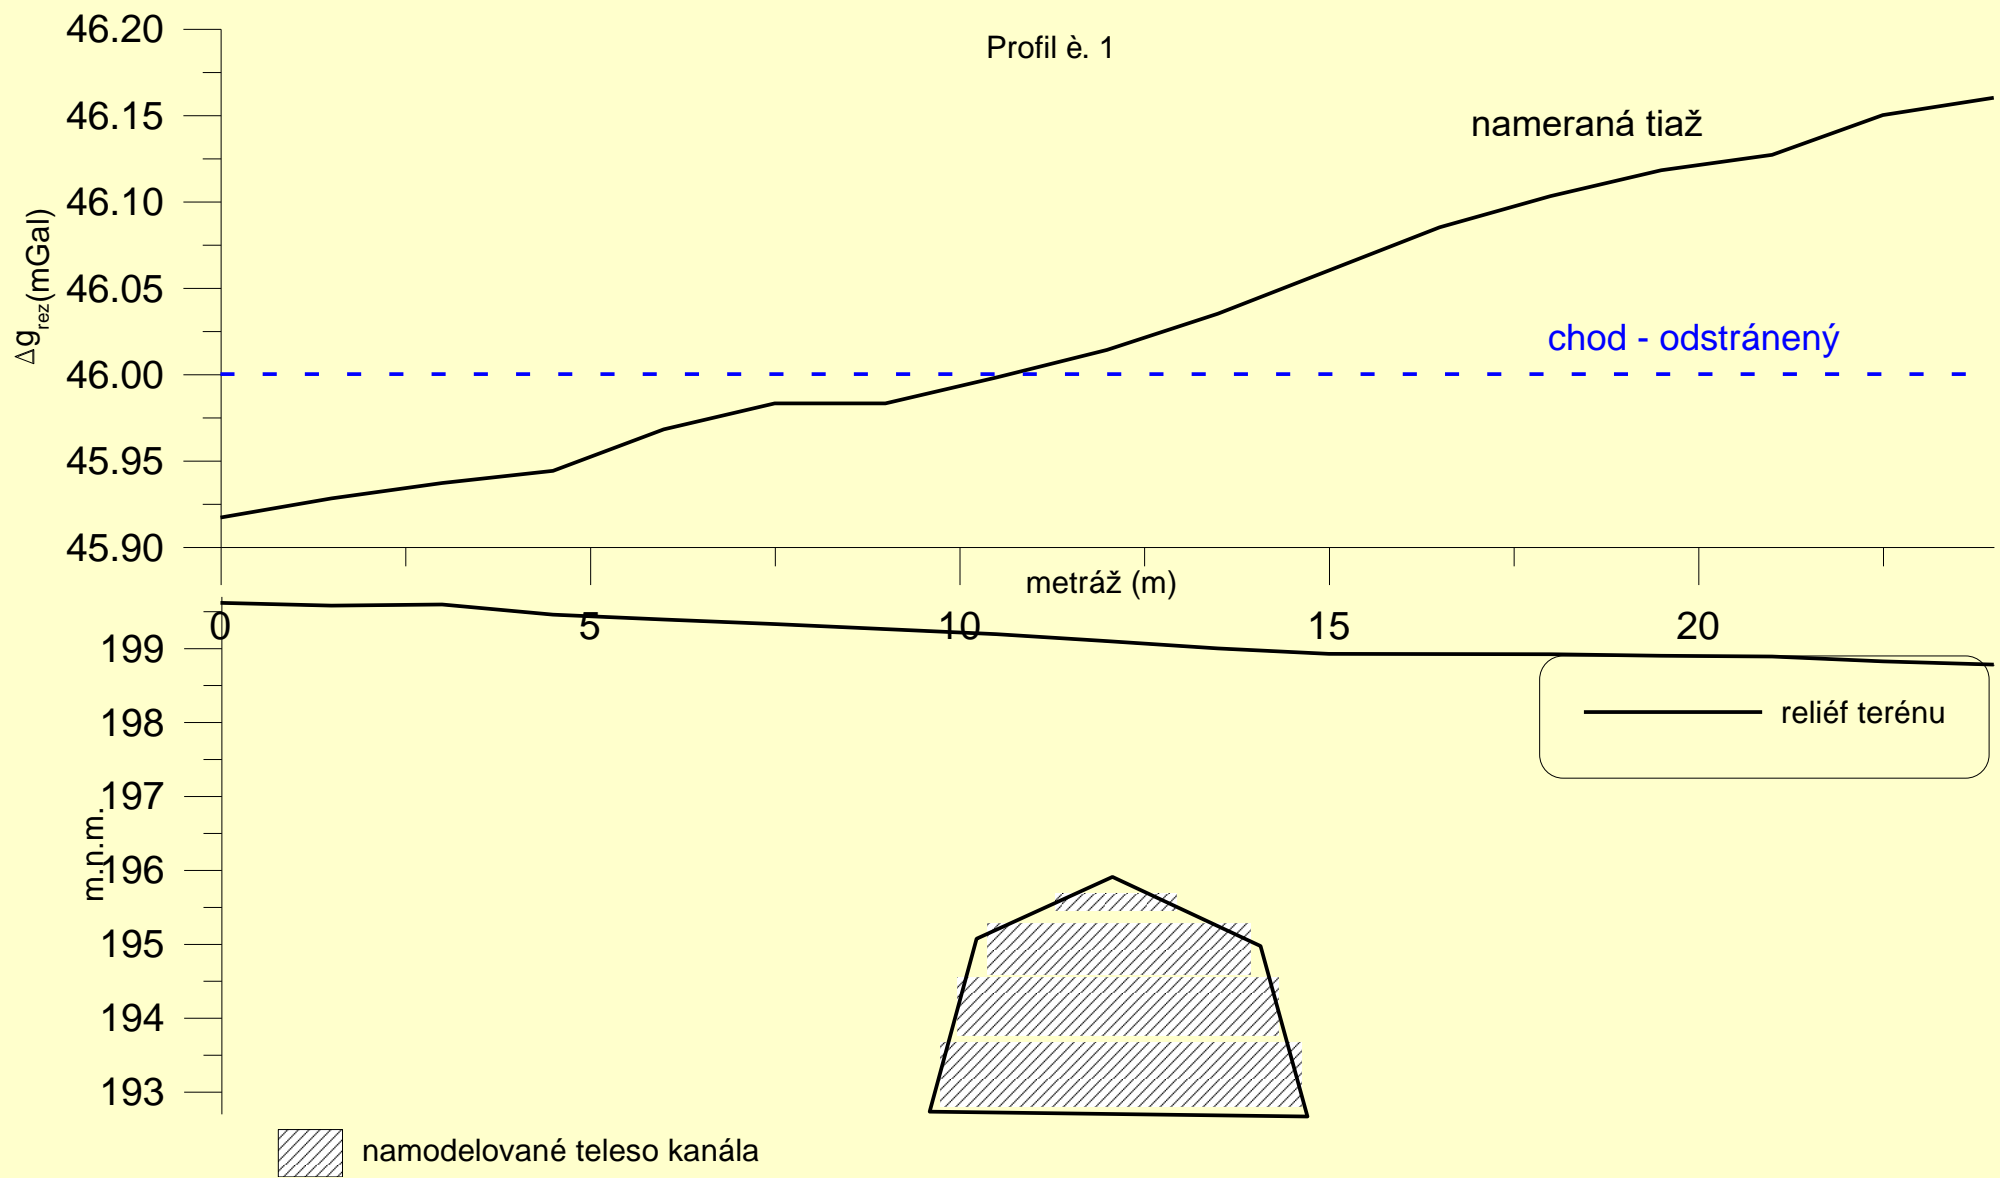 Profil è. 1
46.20
46.15
46.10
46.05
46.00
45.95
45.90
Δg rez (mGal)
nameraná tiaž
chod - odstránený
metráž (m)
0
5
10
15
20
199
198
197
196
195
194
193
m.n.m.
reliéf terénu
namodelované teleso kanála